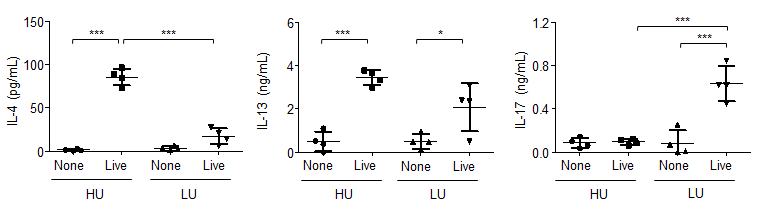 IL-4 (pg/mL)
150
100
50
0
***
***
None Live None Live
HU LU
IL-13 (ng/mL)
6
4
2
0
***
*
None Live None Live
HU LU
IL-17 (ng/mL)
1.2
0.8
0.4
0.0
***
***
None Live None Live
HU LU